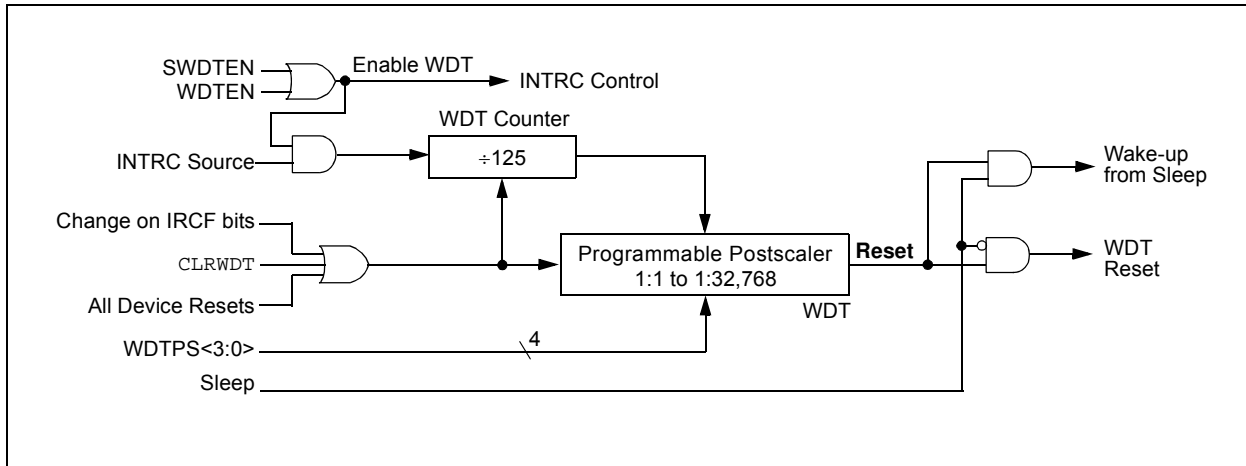 SWDTEN
WDTEN
Enable WDT
INTRC Control
WDT Counter
÷125
INTRC Source
Wake-up
from Sleep
Change on IRCF bits
CLRWDT
All Device Resets
Programmable Postscaler
1:1 to 1:32,768
Reset
WDT
WDT
Reset
WDTPS<3:0>
4
Sleep